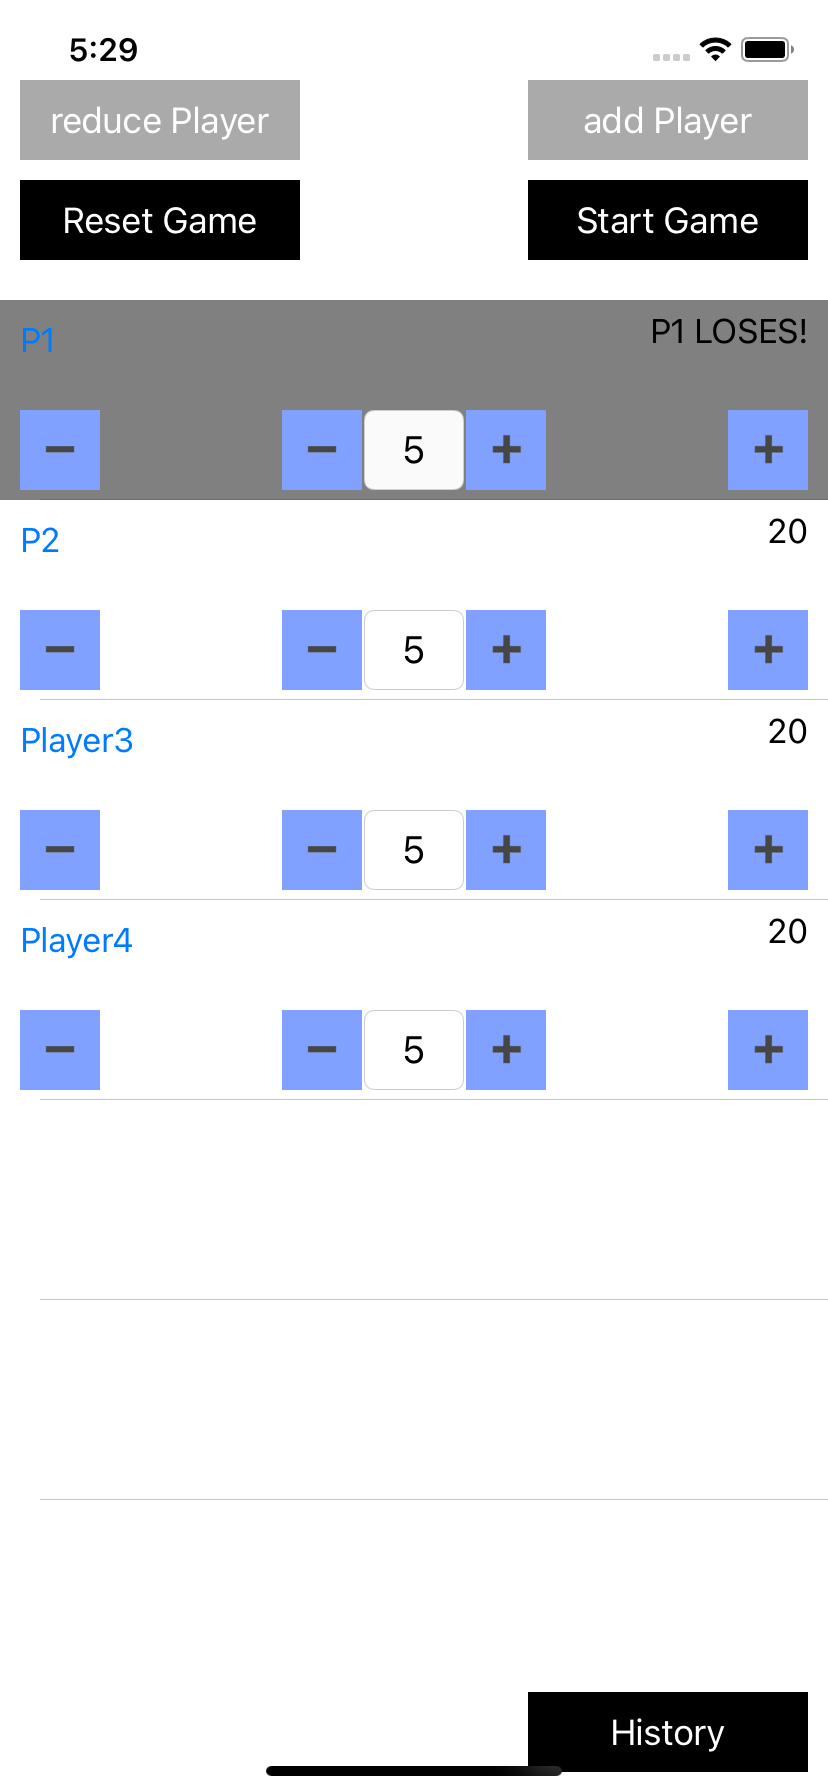 5:29
reduce Player
add Player
Reset Game
Start Game
P1
P1 LOSES!
− − 5 + +
P2
20
− − 5 + +
Player3
20
− − 5 + +
Player4
20
− − 5 + +
History